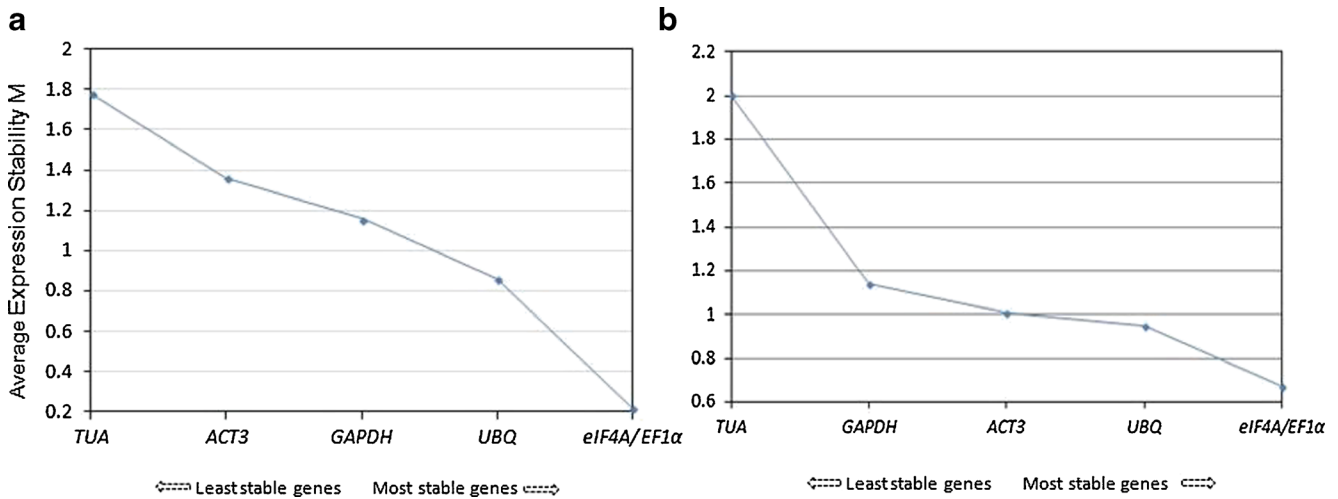 a
Average Expression Stability M
2
1.8
1.6
1.4
1.2
1
0.8
0.6
0.4
0.2
TUA ACT3 GAPDH UBQ eIF4A/EF1α
Least stable genes Most stable genes
b
2.2
2
1.8
1.6
1.4
1.2
1
0.8
0.6
TUA GAPDH ACT3 UBQ eIF4A/EF1α
Least stable genes Most stable genes